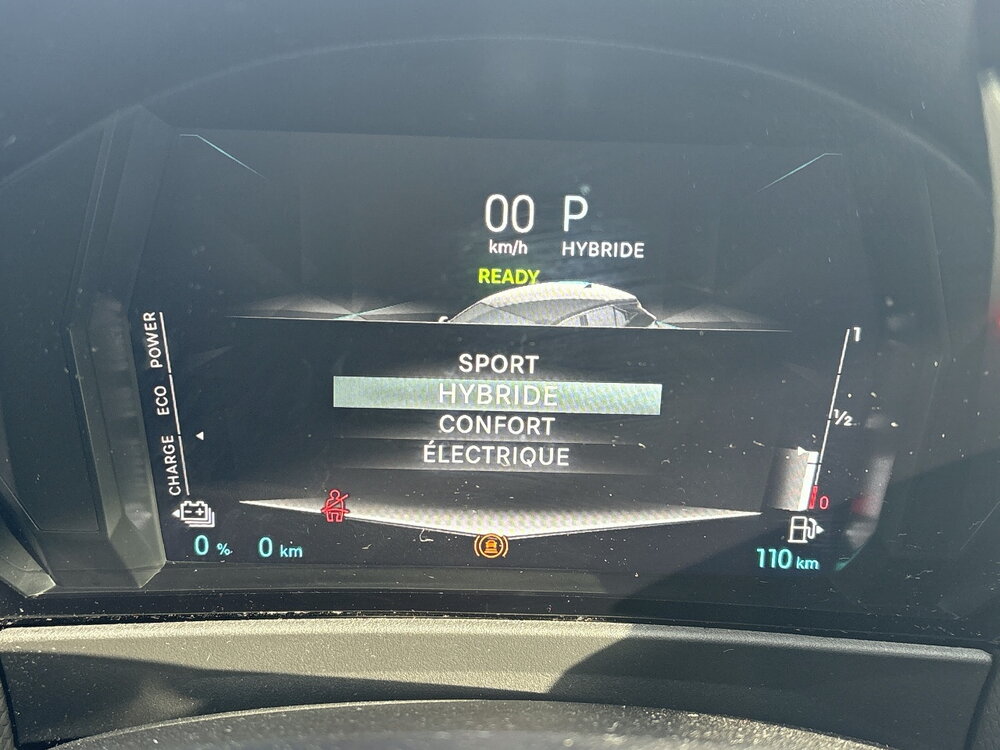 00 P
km/h HYBRIDE
READY
POWER
ECO
CHARGE
SPORT
HYBRIDE
CONFORT
ÉLECTRIQUE
1
1/2
0
0 % 0 km
110 km